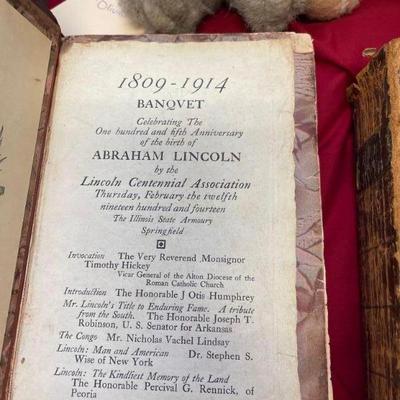 1809-1914
BANQVET
Celebrating The
One hundred and fifth Anniversary
of the birth of
ABRAHAM LINCOLN
by the
Lincoln Centennial Association
Thursday, February the twelfth
nineteen hundred and fourteen
The Illinois State Armoury
Springfield
Invocation The Very Reverend Monsignor
Timothy Hickey
Vicar General of the Alton Diocese of the
Roman Catholic Church
Introduction The Honorable J Otis Humphrey
Mr. Lincoln's Title to Enduring Fame. A tribute
from the South. The Honorable Joseph T.
Robinson, U. S. Senator for Arkansas
The Congo Mr. Nicholas Vachel Lindsay
Lincoln: Man and American Dr. Stephen S.
Wise of New York
Lincoln: The Kindliest Memory of the Land
The Honorable Percival G. Rennick, of
Peoria